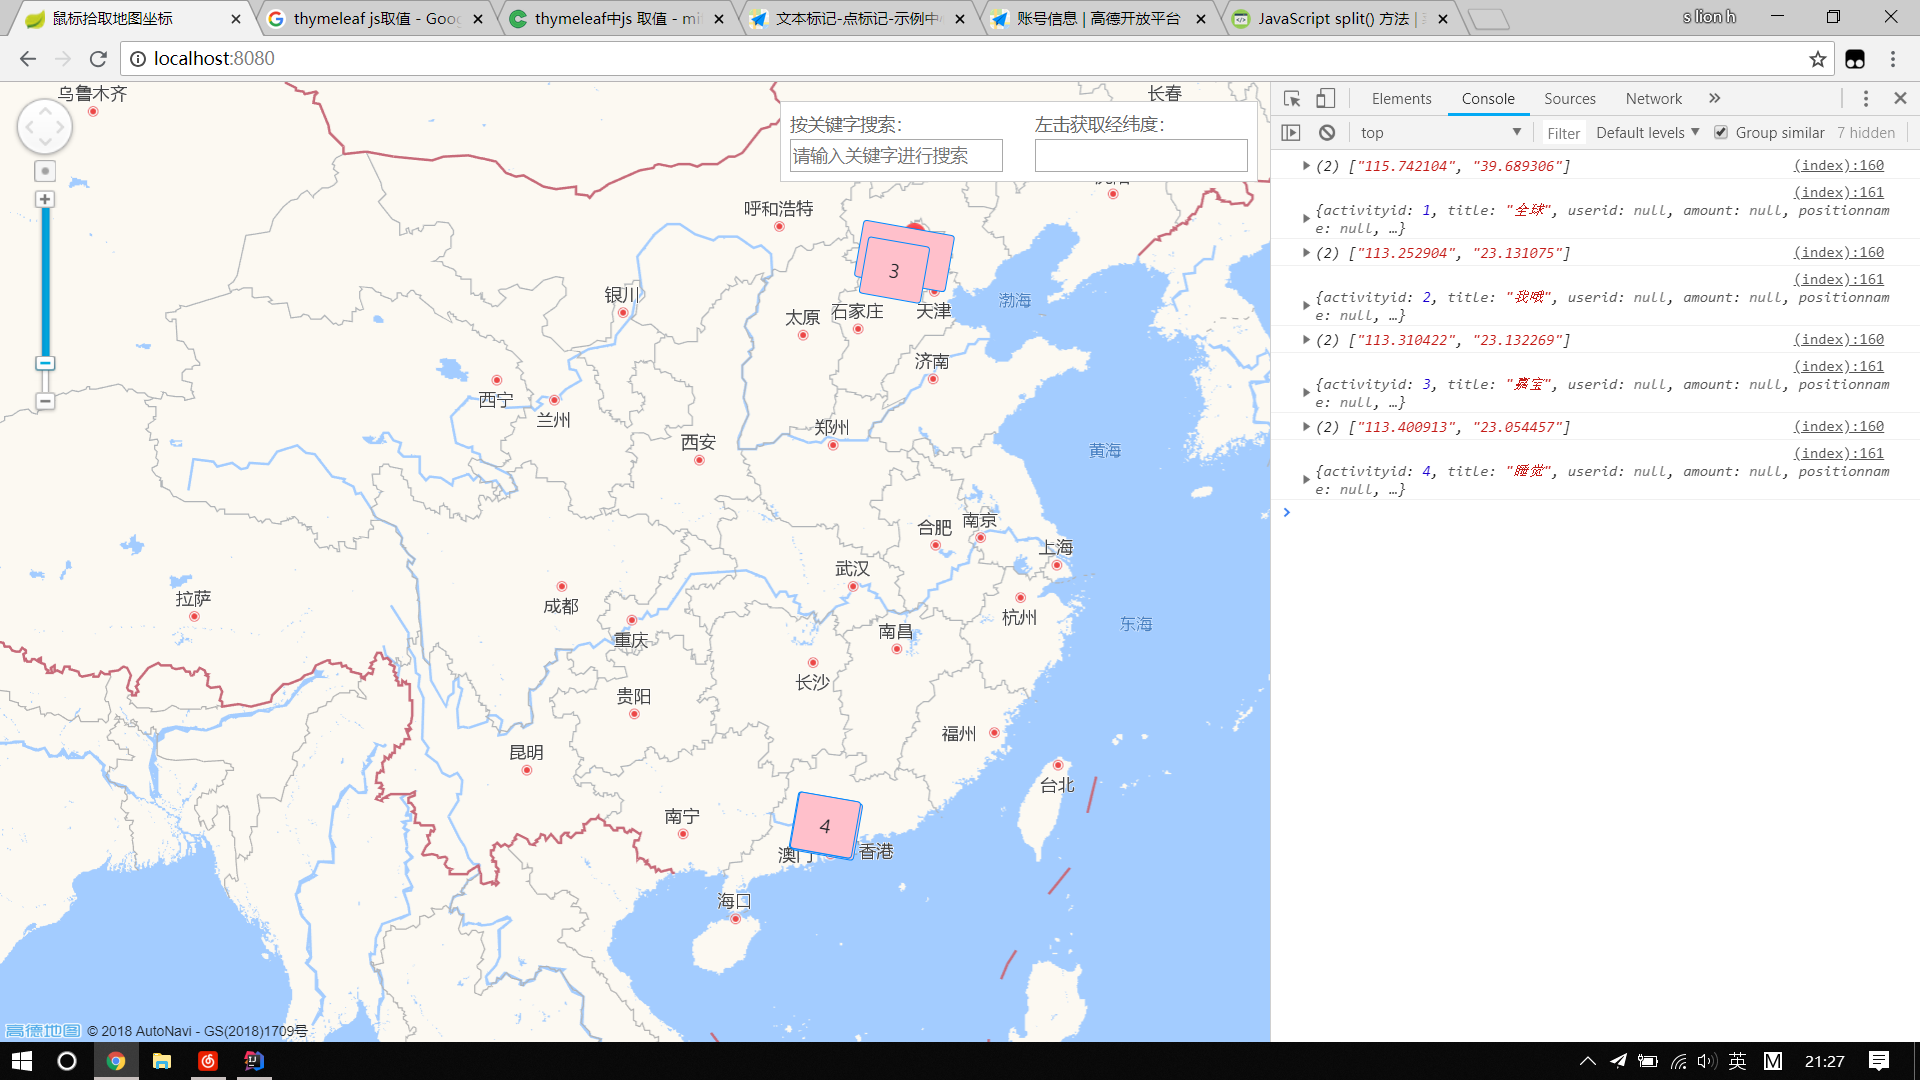 鼠标拾取地图坐标
thymeleaf js取值 - Goog
thymeleaf中js 取值 - mi
文本标记-点标记-示例中
账号信息 | 高德开放平台
JavaScript split() 方法 |
s lion h
localhost:8080
乌鲁木齐
长春
按关键字搜索:
左击获取经纬度:
请输入关键字进行搜索
呼和浩特
3
银川
渤海
太原
石家庄
天津
济南
西宁
兰州
郑州
西安
黄海
合肥
南京
上海
武汉
拉萨
成都
杭州
重庆
南昌
东海
长沙
贵阳
福州
昆明
台北
南宁
4
澳门
香港
海口
高德地图 © 2018 AutoNavi - GS(2018)1709号
Elements Console Sources Network »
top Filter Default levels ▼ Group similar 7 hidden
(2) ["115.742104", "39.689306"] (index):160
(index):161
{activityid: 1, title: "全球", userid: null, amount: null, positionnam
e: null, …}
(2) ["113.252904", "23.131075"] (index):160
(index):161
{activityid: 2, title: "我哦", userid: null, amount: null, positionnam
e: null, …}
(2) ["113.310422", "23.132269"] (index):160
(index):161
{activityid: 3, title: "嘉宝", userid: null, amount: null, positionnam
e: null, …}
(2) ["113.400913", "23.054457"] (index):160
(index):161
{activityid: 4, title: "睡觉", userid: null, amount: null, positionnam
e: null, …}
英
M
21:27